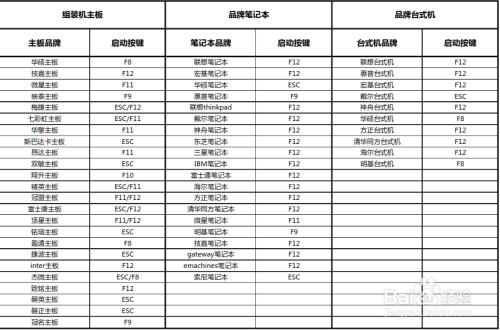 组装机主板 品牌笔记本 品牌台式机
主板品牌 启动按键 笔记本品牌 启动按键 台式机品牌 启动按键
华硕主板 F8 联想笔记本 F12 联想台式机 F12
技嘉主板 F12 宏基笔记本 F12 惠普台式机 F12
微星主板 F11 华硕笔记本 ESC 宏基台式机 F12
映泰主板 F9 惠普笔记本 F9 戴尔台式机 ESC
梅捷主板 ESC/F12 联想thinkpad F12 神舟台式机 F12
七彩虹主板 ESC/F11 戴尔笔记本 F12 华硕台式机 F8
华擎主板 F11 神舟笔记本 F12 方正台式机 F12
斯巴达卡主板 ESC 东芝笔记本 F12 清华同方台式机 F12
昂达主板 F11 三星笔记本 F12 海尔台式机 F12
双敏主板 ESC IBM笔记本 F12 明基台式机 F8
翔升主板 F10 富士通笔记本 F12
精英主板 ESC/F11 海尔笔记本 F12
冠盟主板 F11/F12 方正笔记本 F12
富士康主板 ESC/F12 清华同方笔记本 F12
顶星主板 F11/F12 微星笔记本 F11
铭瑄主板 ESC 明基笔记本 F9
盈通主板 F8 技嘉笔记本 F12
捷波主板 ESC gateway笔记本 F12
inter主板 F12 emachines笔记本 F12
杰微主板 ESC/F8 索尼笔记本 ESC
致铭主板 F12
磐英主板 ESC
磐正主板 ESC
冠名主板 F9
Baidu经验
jingyan.baidu.com